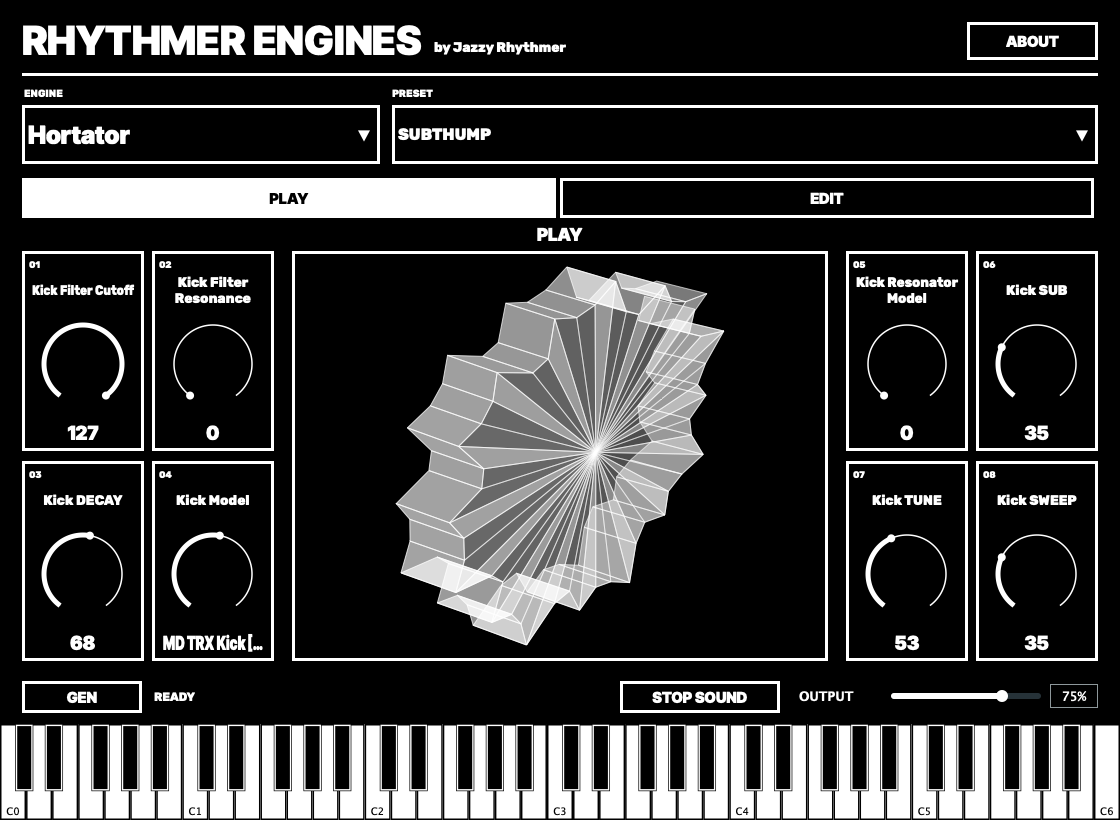 RHYTHMER ENGINES by Jazzy Rhythmer
ABOUT
ENGINE
PRESET
Hortator ▼
SUBTHUMP ▼
PLAY
EDIT
PLAY
01
Kick Filter Cutoff
127
02
Kick Filter
Resonance
0
03
Kick DECAY
68
04
Kick Model
MD TRX Kick [...
05
Kick Resonator
Model
0
06
Kick SUB
35
07
Kick TUNE
53
08
Kick SWEEP
35
GEN
READY
STOP SOUND
OUTPUT
75%
C0 C1 C2 C3 C4 C5 C6